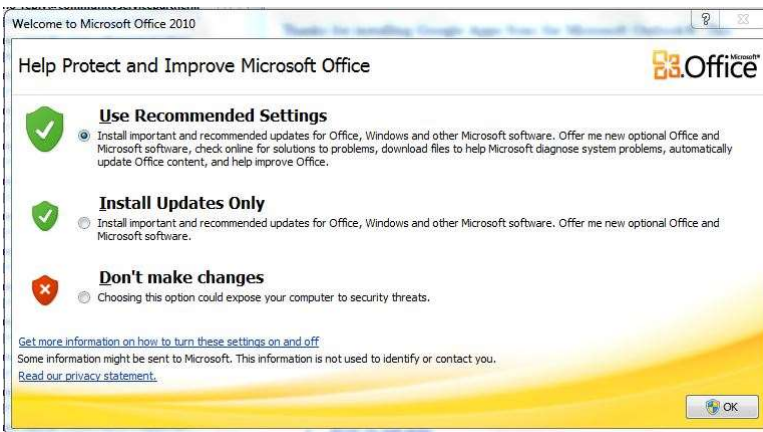 Welcome to Microsoft Office 2010
Help Protect and Improve Microsoft Office
Microsoft®
Office
Use Recommended Settings
Install important and recommended updates for Office, Windows and other Microsoft software. Offer me new optional Office and
Microsoft software, check online for solutions to problems, download files to help Microsoft diagnose system problems, automatically
update Office content, and help improve Office.
Install Updates Only
Install important and recommended updates for Office, Windows and other Microsoft software. Offer me new optional Office and
Microsoft software.
Don't make changes
Choosing this option could expose your computer to security threats.
Get more information on how to turn these settings on and off
Some information might be sent to Microsoft. This information is not used to identify or contact you.
Read our privacy statement.
OK